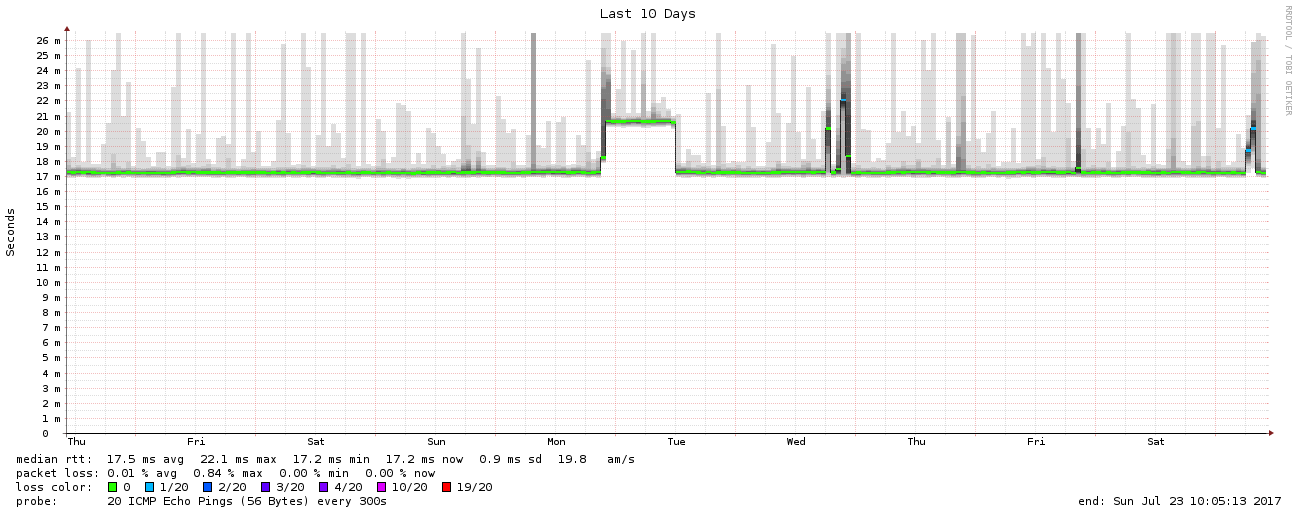 Last 10 Days
RRDTOOL / TOBI OETIKER
Seconds
26 m
25 m
24 m
23 m
22 m
21 m
20 m
19 m
18 m
17 m
16 m
15 m
14 m
13 m
12 m
11 m
10 m
9 m
8 m
7 m
6 m
5 m
4 m
3 m
2 m
1 m
0
Thu Fri Sat Sun Mon Tue Wed Thu Fri Sat
median rtt: 17.5 ms avg 22.1 ms max 17.2 ms min 17.2 ms now 0.9 ms sd 19.8 am/s
packet loss: 0.01 % avg 0.84 % max 0.00 % min 0.00 % now
loss color: 0 1/20 2/20 3/20 4/20 10/20 19/20
probe: 20 ICMP Echo Pings (56 Bytes) every 300s end: Sun Jul 23 10:05:13 2017